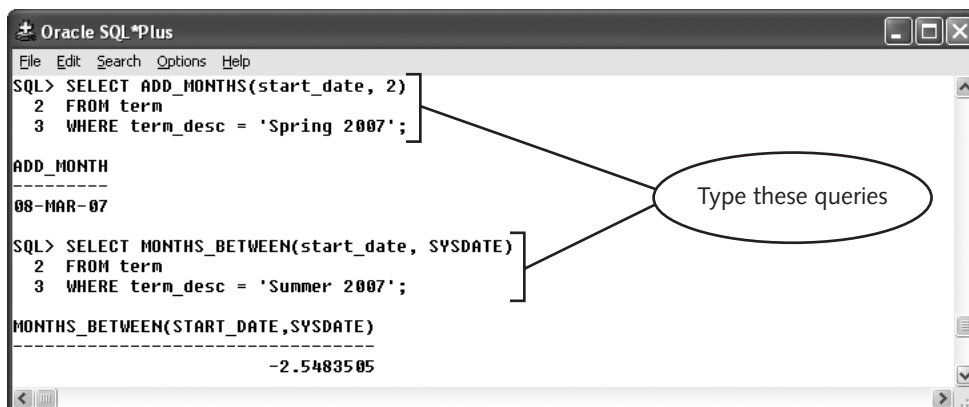 Oracle SQL*Plus
File Edit Search Options Help
SQL> SELECT ADD_MONTHS(start_date, 2)
2 FROM term
3 WHERE term_desc = 'Spring 2007';
ADD_MONTH
---------
08-MAR-07
Type these queries
SQL> SELECT MONTHS_BETWEEN(start_date, SYSDATE)
2 FROM term
3 WHERE term_desc = 'Summer 2007';
MONTHS_BETWEEN(START_DATE,SYSDATE)
----------------------------------
-2.5483505